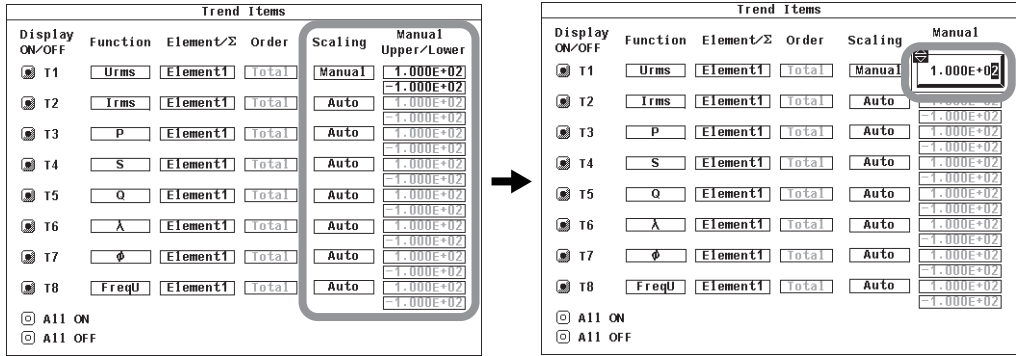 Trend Items
Display ON/OFF Function Element/Σ Order Scaling Manual Upper/Lower
T1 Urms Element1 Total Manual 1.000E+02
-1.000E+02
T2 Irms Element1 Total Auto 1.000E+02
-1.000E+02
T3 P Element1 Total Auto 1.000E+02
-1.000E+02
T4 S Element1 Total Auto 1.000E+02
-1.000E+02
T5 Q Element1 Total Auto 1.000E+02
-1.000E+02
T6 λ Element1 Total Auto 1.000E+02
-1.000E+02
T7 ϕ Element1 Total Auto 1.000E+02
-1.000E+02
T8 FreqU Element1 Total Auto 1.000E+02
-1.000E+02
All ON
All OFF
Trend Items
Display ON/OFF Function Element/Σ Order Scaling Manual
T1 Urms Element1 Total Manual 1.000E+02
T2 Irms Element1 Total Auto
-1.000E+02
T3 P Element1 Total Auto 1.000E+02
-1.000E+02
T4 S Element1 Total Auto 1.000E+02
-1.000E+02
T5 Q Element1 Total Auto 1.000E+02
-1.000E+02
T6 λ Element1 Total Auto 1.000E+02
-1.000E+02
T7 ϕ Element1 Total Auto 1.000E+02
-1.000E+02
T8 FreqU Element1 Total Auto 1.000E+02
-1.000E+02
All ON
All OFF